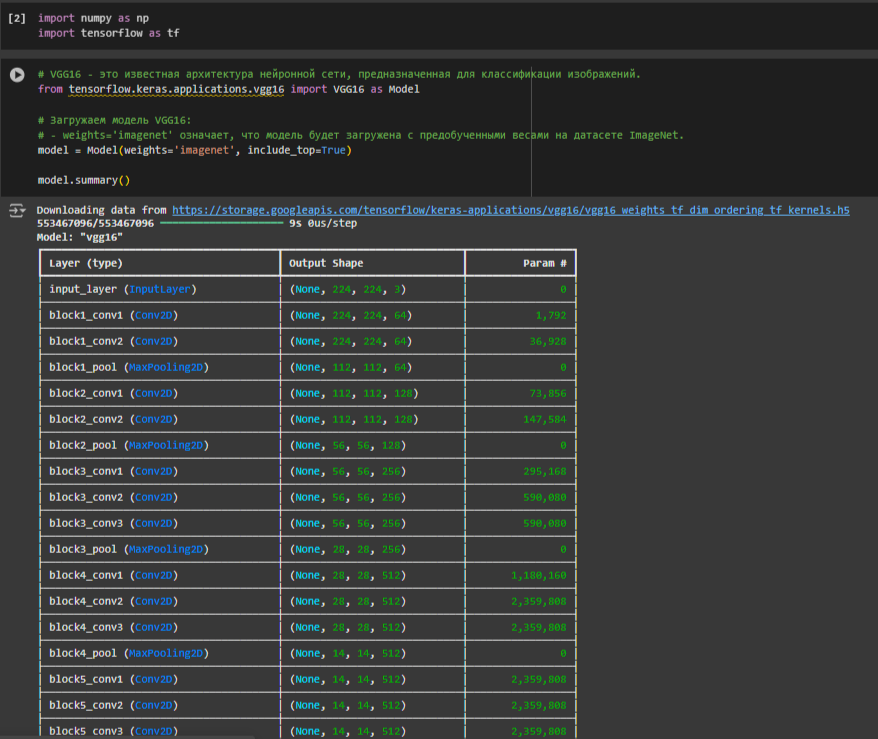 [2] import numpy as np
import tensorflow as tf
# VGG16 - это известная архитектура нейронной сети, предназначенная для классификации изображений.
from tensorflow.keras.applications.vgg16 import VGG16 as Model
# Загружаем модель VGG16:
# - weights='imagenet' означает, что модель будет загружена с предобученными весами на датасете ImageNet.
model = Model(weights='imagenet', include_top=True)
model.summary()
Downloading data from https://storage.googleapis.com/tensorflow/keras-applications/vgg16/vgg16_weights_tf_dim_ordering_tf_kernels.h5
553467096/553467096 9s 0us/step
Model: "vgg16"
Layer (type) Output Shape Param #
input_layer (InputLayer) (None, 224, 224, 3) 0
block1_conv1 (Conv2D) (None, 224, 224, 64) 1,792
block1_conv2 (Conv2D) (None, 224, 224, 64) 36,928
block1_pool (MaxPooling2D) (None, 112, 112, 64) 0
block2_conv1 (Conv2D) (None, 112, 112, 128) 73,856
block2_conv2 (Conv2D) (None, 112, 112, 128) 147,584
block2_pool (MaxPooling2D) (None, 56, 56, 128) 0
block3_conv1 (Conv2D) (None, 56, 56, 256) 295,168
block3_conv2 (Conv2D) (None, 56, 56, 256) 590,080
block3_conv3 (Conv2D) (None, 56, 56, 256) 590,080
block3_pool (MaxPooling2D) (None, 28, 28, 256) 0
block4_conv1 (Conv2D) (None, 28, 28, 512) 1,180,160
block4_conv2 (Conv2D) (None, 28, 28, 512) 2,359,808
block4_conv3 (Conv2D) (None, 28, 28, 512) 2,359,808
block4_pool (MaxPooling2D) (None, 14, 14, 512) 0
block5_conv1 (Conv2D) (None, 14, 14, 512) 2,359,808
block5_conv2 (Conv2D) (None, 14, 14, 512) 2,359,808
block5_conv3 (Conv2D) (None, 14, 14, 512) 2,359,808